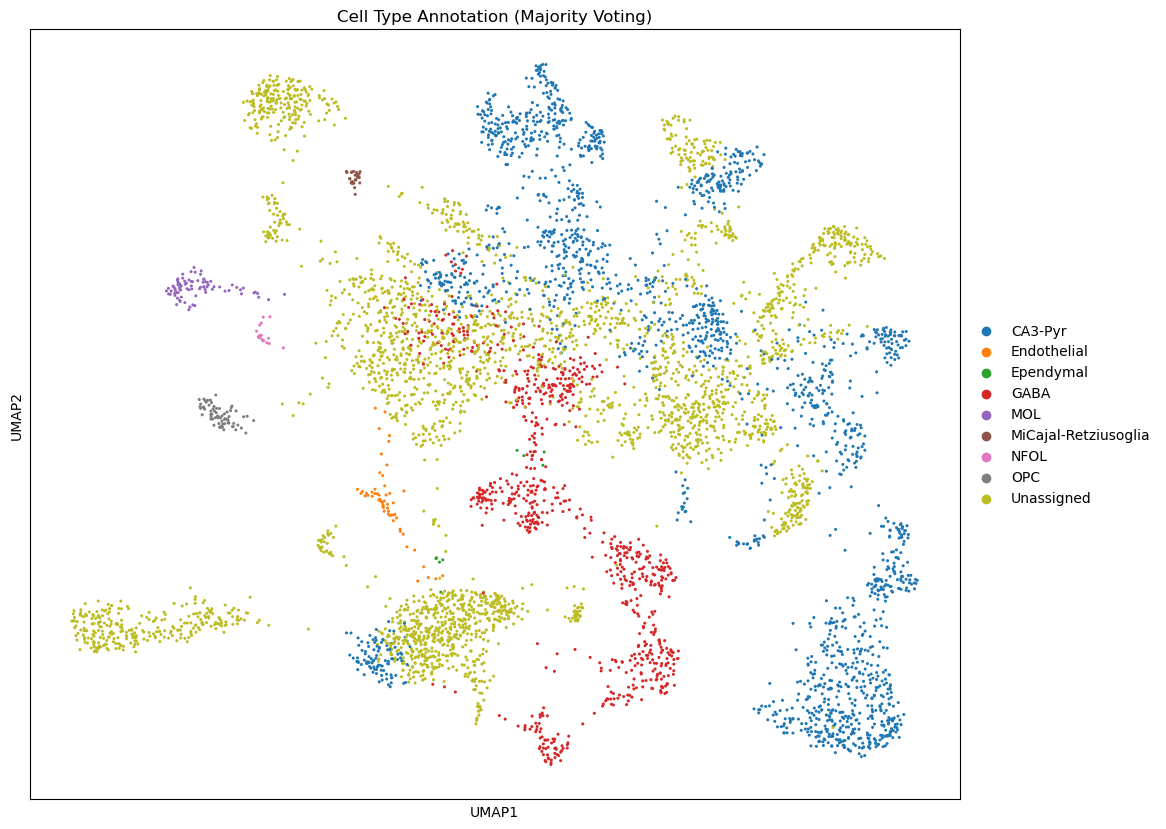 Cell Type Annotation (Majority Voting)
UMAP2
CA3-Pyr
Endothelial
Ependymal
GABA
MOL
MiCajal-Retziusoglia
NFOL
OPC
Unassigned
UMAP1